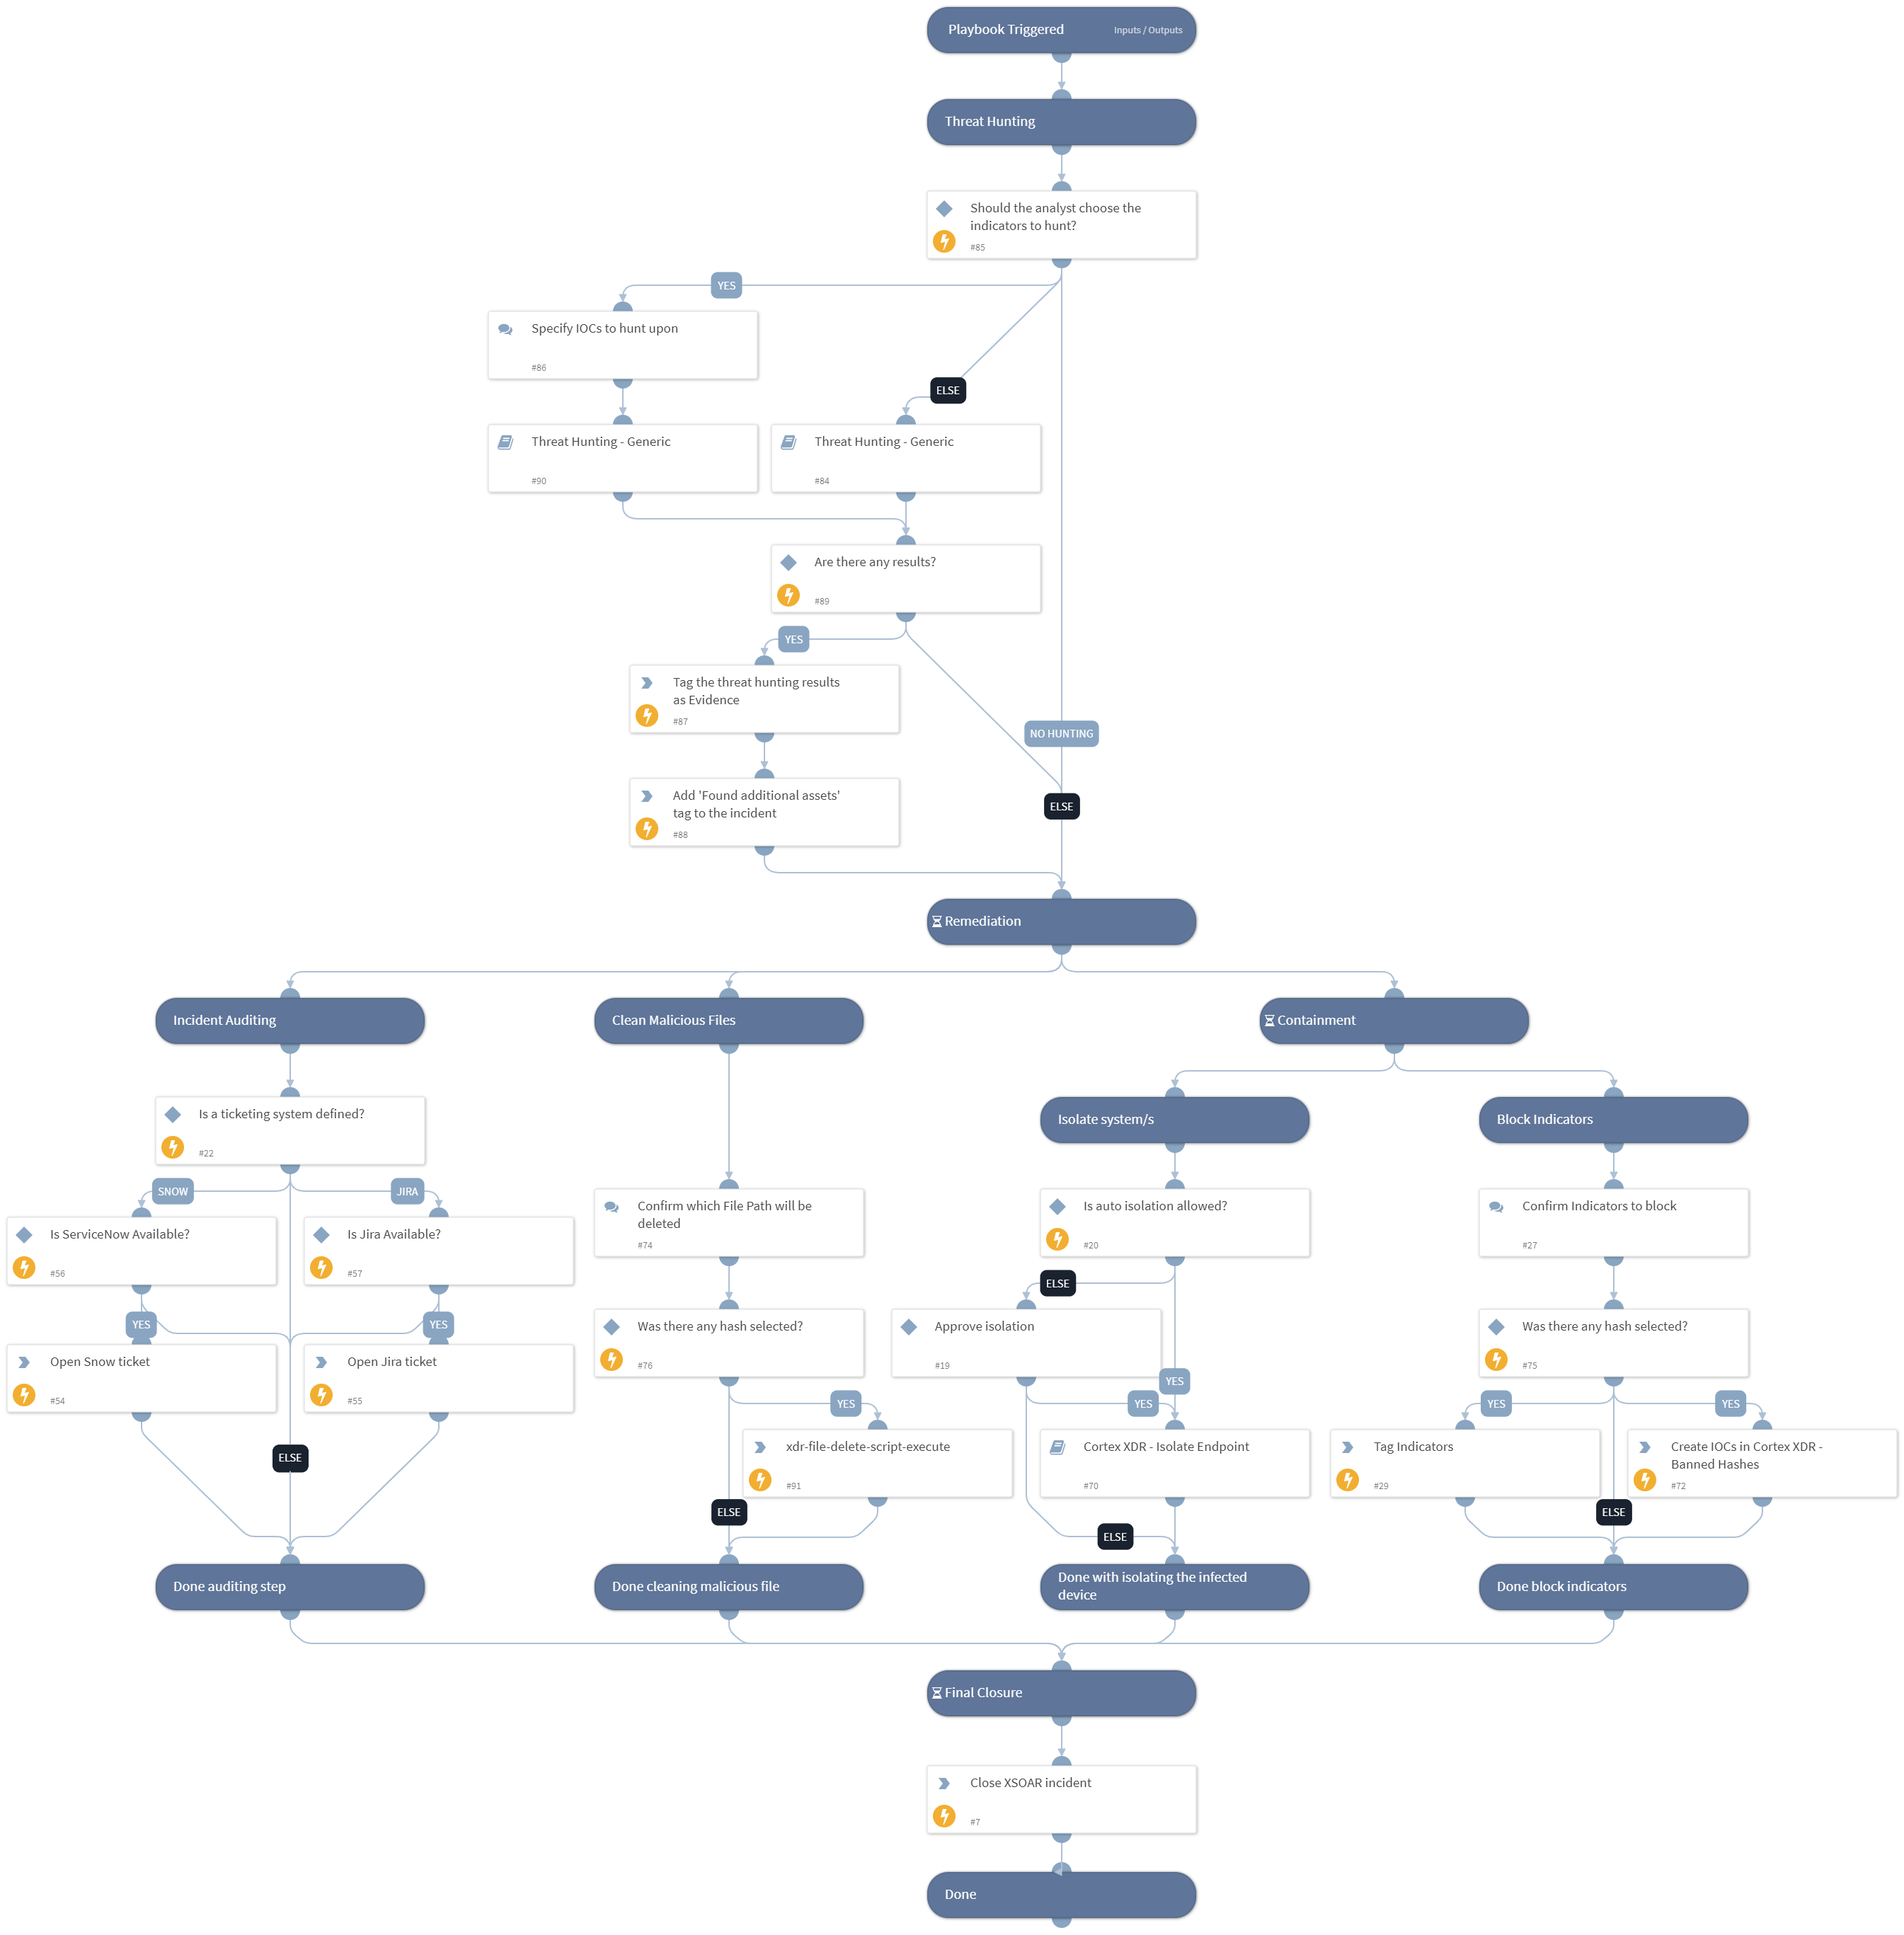 Playbook Triggered
Inputs / Outputs
Threat Hunting
Should the analyst choose the
indicators to hunt?
#85
YES
Specify IOCs to hunt upon
#86
ELSE
Threat Hunting - Generic
#90
Threat Hunting - Generic
#84
Are there any results?
#89
YES
Tag the threat hunting results
as Evidence
#87
NO HUNTING
Add 'Found additional assets'
tag to the incident
#88
ELSE
Remediation
Incident Auditing
Clean Malicious Files
Containment
Is a ticketing system defined?
#22
Isolate system/s
Block Indicators
SNOW
JIRA
Is ServiceNow Available?
#56
Is Jira Available?
#57
Confirm which File Path will be
deleted
#74
Is auto isolation allowed?
#20
Confirm Indicators to block
#27
ELSE
YES
YES
Open Snow ticket
#54
Open Jira ticket
#55
Was there any hash selected?
#76
Approve isolation
#19
Was there any hash selected?
#75
YES
YES
YES
YES
YES
ELSE
xdr-file-delete-script-execute
#91
Cortex XDR - Isolate Endpoint
#70
Tag Indicators
#29
Create IOCs in Cortex XDR -
Banned Hashes
#72
ELSE
ELSE
ELSE
Done auditing step
Done cleaning malicious file
Done with isolating the infected
device
Done block indicators
Final Closure
Close XSOAR incident
#7
Done